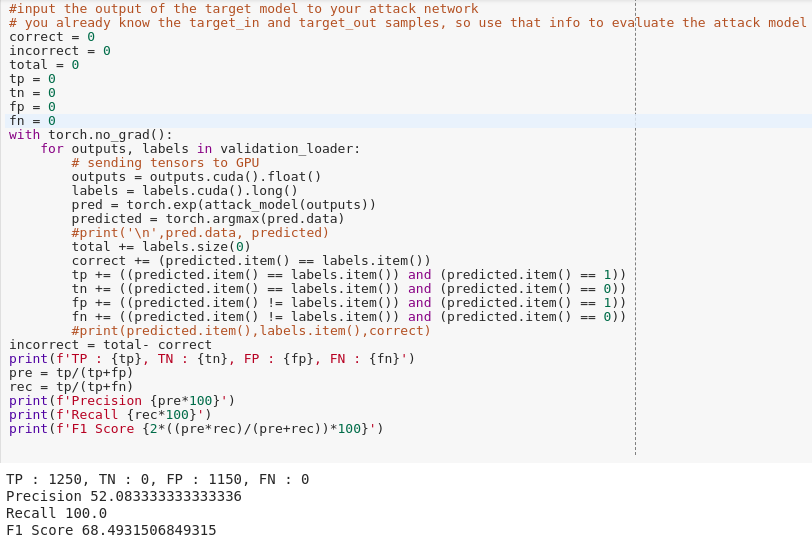 #input the output of the target model to your attack network
# you already know the target_in and target_out samples, so use that info to evaluate the attack model
correct = 0
incorrect = 0
total = 0
tp = 0
tn = 0
fp = 0
fn = 0
with torch.no_grad():
    for outputs, labels in validation_loader:
        # sending tensors to GPU
        outputs = outputs.cuda().float()
        labels = labels.cuda().long()
        pred = torch.exp(attack_model(outputs))
        predicted = torch.argmax(pred.data)
        #print('\n',pred.data, predicted)
        total += labels.size(0)
        correct += (predicted.item() == labels.item())
        tp += ((predicted.item() == labels.item()) and (predicted.item() == 1))
        tn += ((predicted.item() == labels.item()) and (predicted.item() == 0))
        fp += ((predicted.item() != labels.item()) and (predicted.item() == 1))
        fn += ((predicted.item() != labels.item()) and (predicted.item() == 0))
        #print(predicted.item(),labels.item(),correct)
incorrect = total- correct
print(f'TP : {tp}, TN : {tn}, FP : {fp}, FN : {fn}')
pre = tp/(tp+fp)
rec = tp/(tp+fn)
print(f'Precision {pre*100}')
print(f'Recall {rec*100}')
print(f'F1 Score {2*((pre*rec)/(pre+rec))*100}')
TP : 1250, TN : 0, FP : 1150, FN : 0
Precision 52.083333333333336
Recall 100.0
F1 Score 68.4931506849315